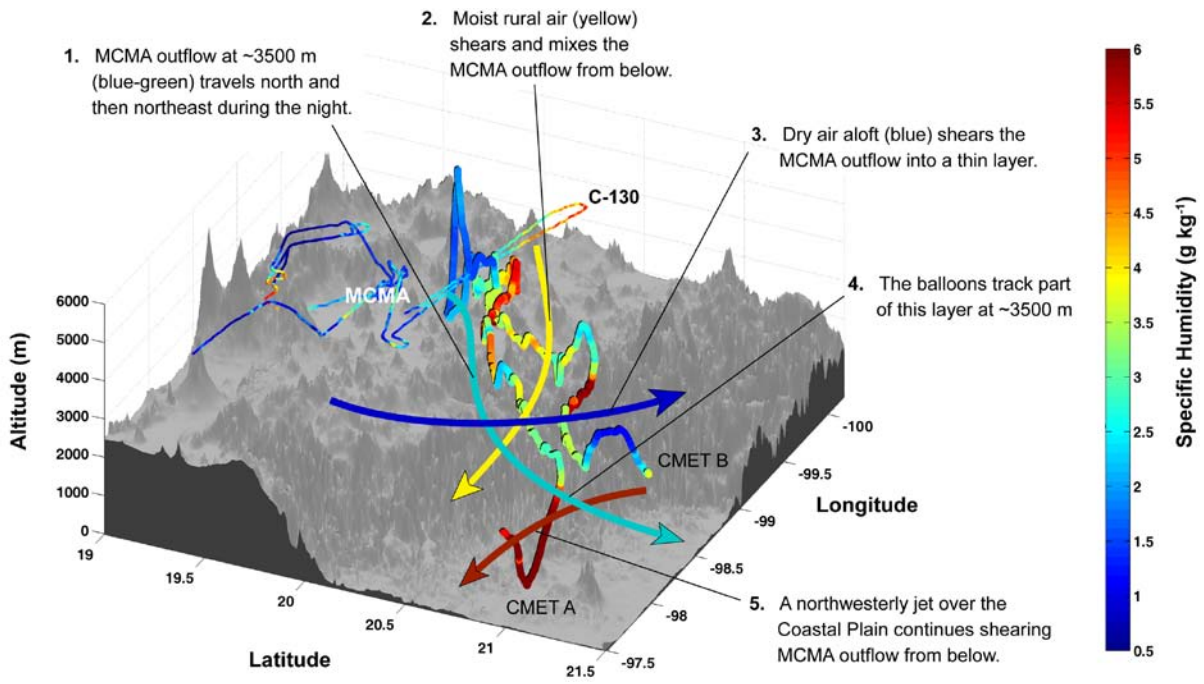 1. MCMA outflow at ~3500 m
(blue-green) travels north and
then northeast during the night.
2. Moist rural air (yellow)
shears and mixes the
MCMA outflow from below.
3. Dry air aloft (blue) shears the
MCMA outflow into a thin layer.
4. The balloons track part
of this layer at ~3500 m
5. A northwesterly jet over the
Coastal Plain continues shearing
MCMA outflow from below.
C-130
MCMA
CMET B
CMET A
Altitude (m)
6000
5000
4000
3000
2000
1000
0
Latitude
19
19.5
20
20.5
21
21.5
Longitude
-100
-99.5
-99
-98.5
-98
-97.5
Specific Humidity (g kg⁻¹)
6
5.5
5
4.5
4
3.5
3
2.5
2
1.5
1
0.5